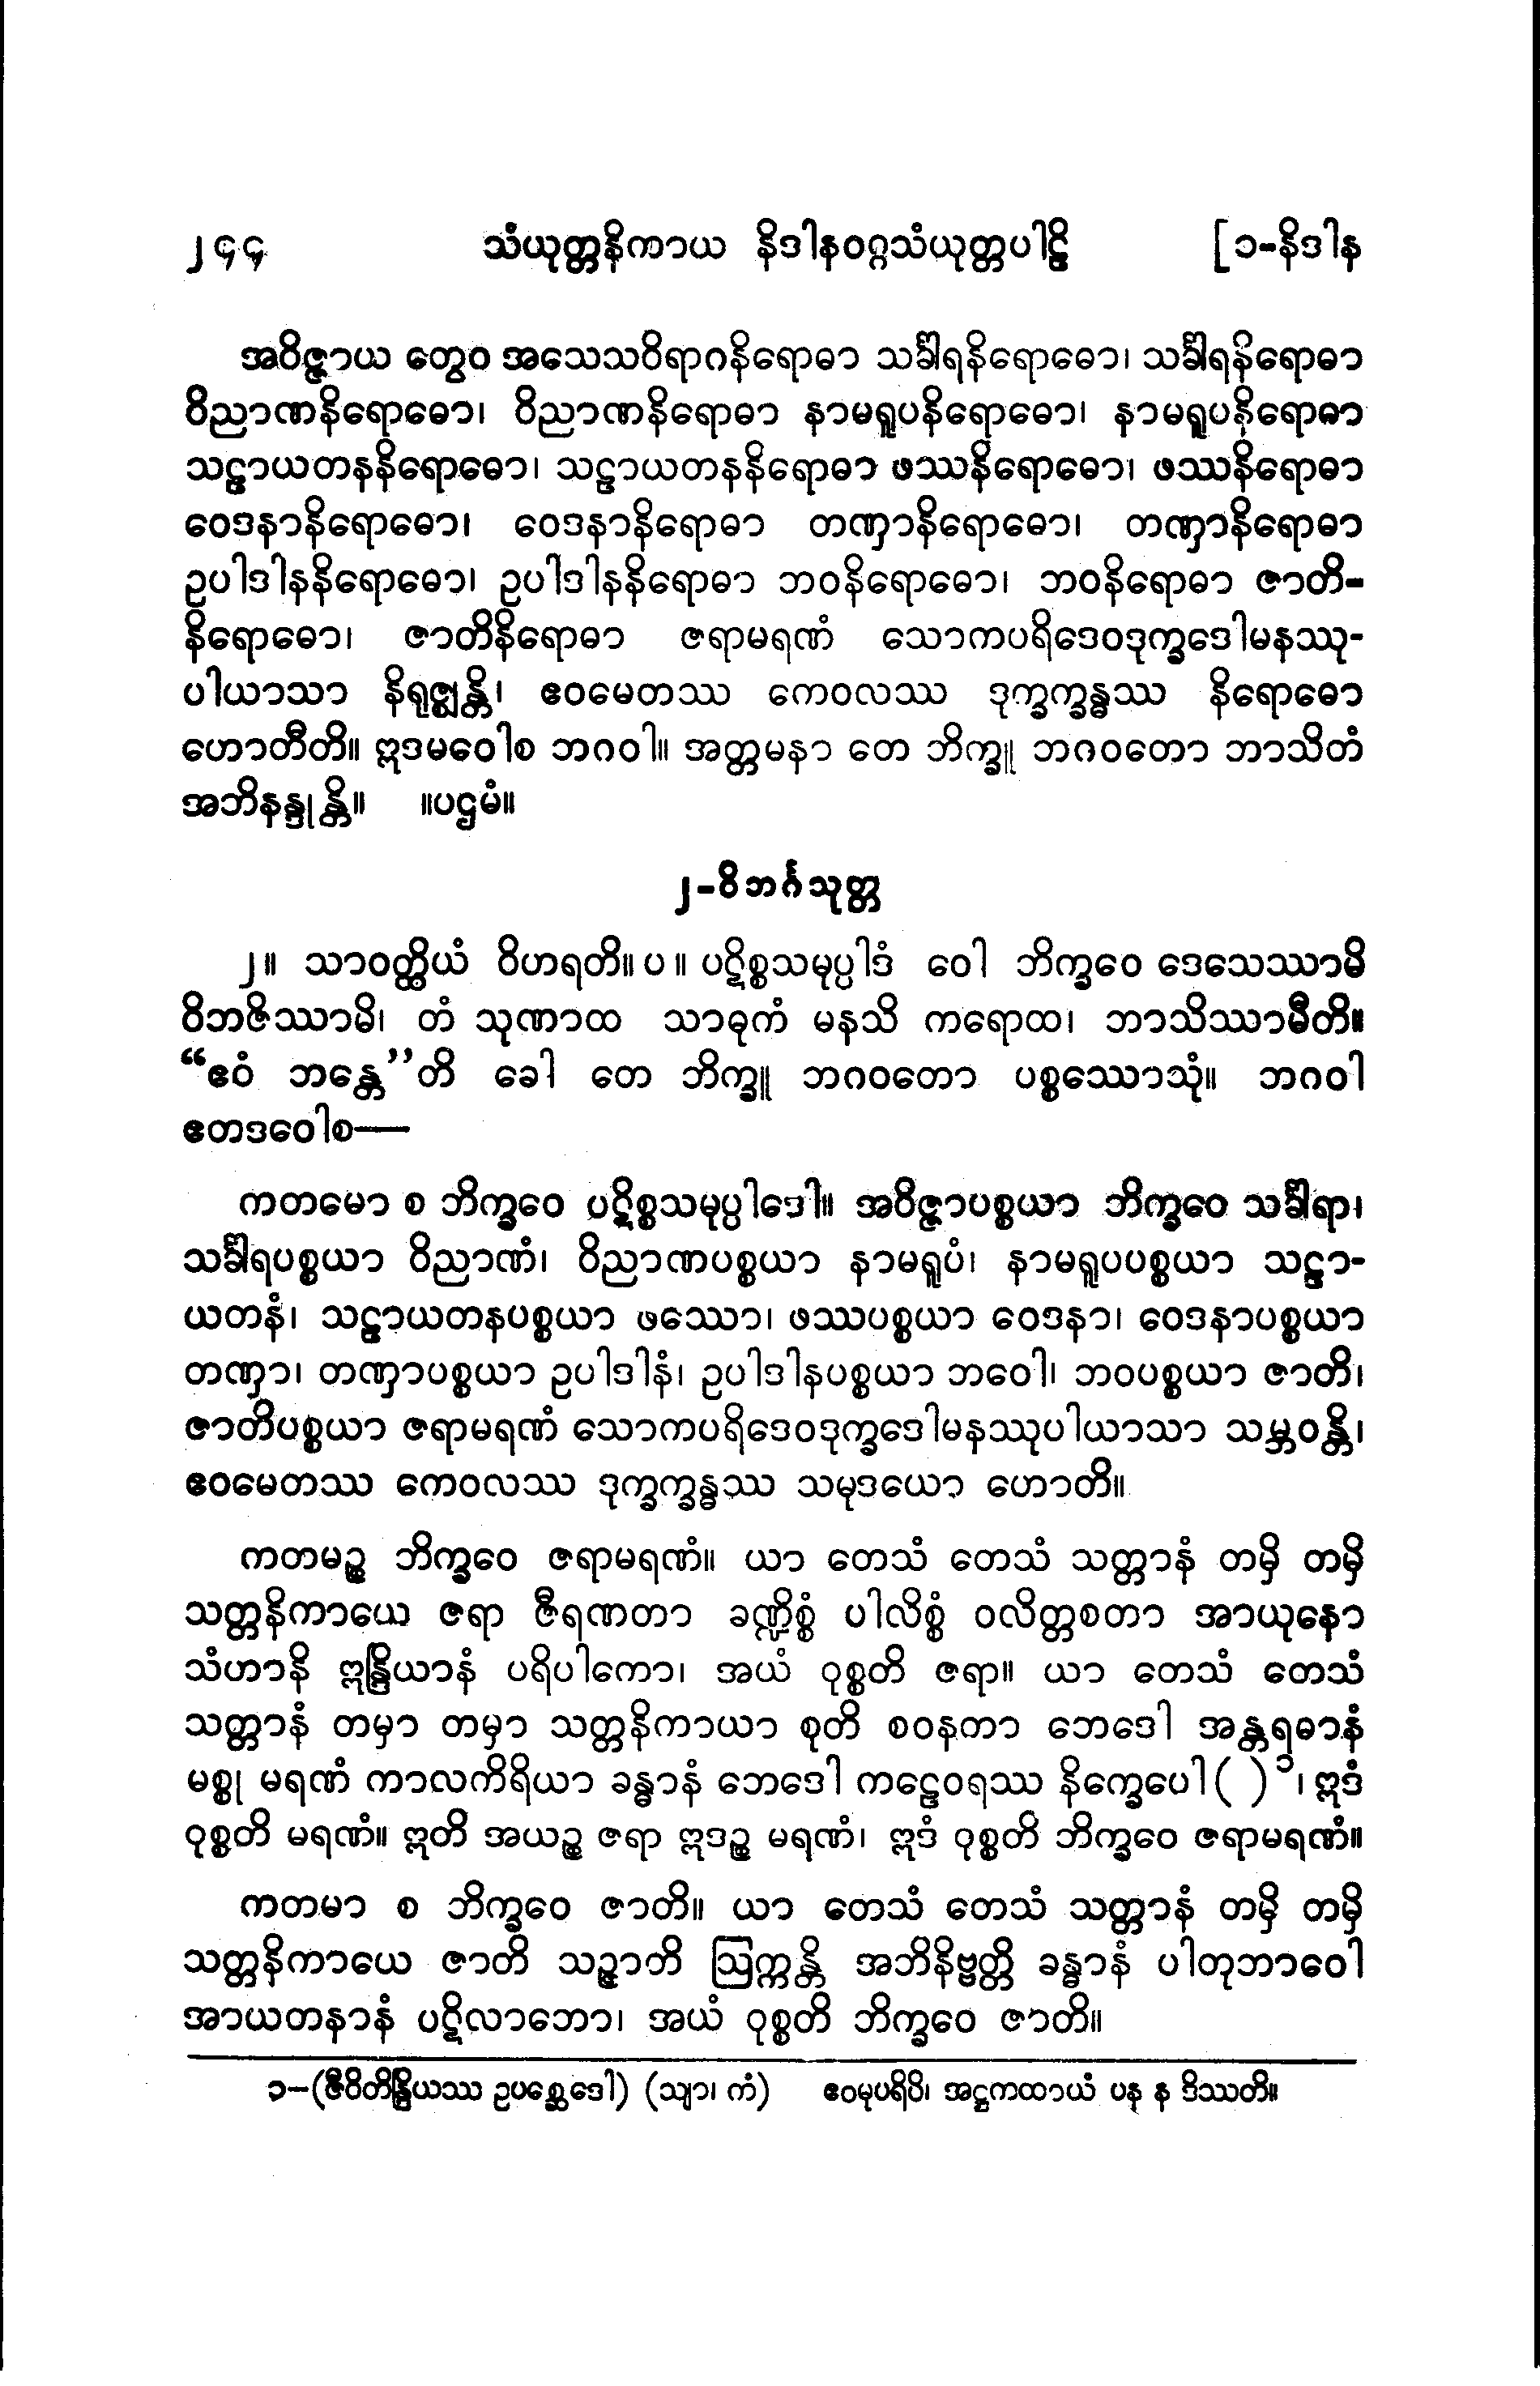 ၂၄၄ သံယုတ္တနိကာယ နိဒါနဝဂ္ဂသံယုတ္တပါဠိ [၁-နိဒါန
အဝိဇ္ဇာယ တွေဝ အသေသဝိရာဂနိရောဓာ သင်္ခါရနိရောဓော၊ သင်္ခါရနိရောဓာ
ဝိညာဏနိရောဓော၊ ဝိညာဏနိရောဓာ နာမရူပနိရောဓော၊ နာမရူပနိရောဓာ
သဠာယတနနိရောဓော၊ သဠာယတနနိရောဓာ ဖဿနိရောဓော၊ ဖဿနိရောဓာ
ဝေဒနာနိရောဓော၊ ဝေဒနာနိရောဓာ တဏှာနိရောဓော၊ တဏှာနိရောဓာ
ဥပါဒါနနိရောဓော၊ ဥပါဒါနနိရောဓာ ဘဝနိရောဓော၊ ဘဝနိရောဓာ ဇာတိ-
နိရောဓော၊ ဇာတိနိရောဓာ ဇရာမရဏံ သောကပရိဒေဝဒုက္ခဒေါမနဿု-
ပါယာသာ နိရုဇ္ဈန္တိ၊ ဧဝမေတဿ ကေဝလဿ ဒုက္ခက္ခန္ဓဿ နိရောဓော
ဟောတီတိ။ ဣဒမဝေါစ ဘဂဝါ။ အတ္တမနာ တေ ဘိက္ခူ ဘဂဝတော ဘာသိတံ
အဘိနန္ဒုန္တိ။ ။ပဌမံ။
၂-ဝိဘင်္ဂသုတ္တ
၂။ သာဝတ္ထိယံ ဝိဟရတိ။ ပ ။ ပဋိစ္စသမုပ္ပါဒံ ဝေါ ဘိက္ခဝေ ဒေသေဿာမိ
ဝိဘဇိဿာမိ၊ တံ သုဏာထ သာဓုကံ မနသိ ကရောထ၊ ဘာသိဿာမီတိ။
“ဧဝံ ဘန္တေ”တိ ခေါ တေ ဘိက္ခူ ဘဂဝတော ပစ္စဿောသုံ။ ဘဂဝါ
ဧတဒဝေါစ—
ကတမော စ ဘိက္ခဝေ ပဋိစ္စသမုပ္ပါဒေါ။ အဝိဇ္ဇာပစ္စယာ ဘိက္ခဝေ သင်္ခါရာ၊
သင်္ခါရပစ္စယာ ဝိညာဏံ၊ ဝိညာဏပစ္စယာ နာမရူပံ၊ နာမရူပပစ္စယာ သဠာ-
ယတနံ၊ သဠာယတနပစ္စယာ ဖဿော၊ ဖဿပစ္စယာ ဝေဒနာ၊ ဝေဒနာပစ္စယာ
တဏှာ၊ တဏှာပစ္စယာ ဥပါဒါနံ၊ ဥပါဒါနပစ္စယာ ဘဝေါ၊ ဘဝပစ္စယာ ဇာတိ၊
ဇာတိပစ္စယာ ဇရာမရဏံ သောကပရိဒေဝဒုက္ခဒေါမနဿုပါယာသာ သမ္ဘဝန္တိ၊
ဧဝမေတဿ ကေဝလဿ ဒုက္ခက္ခန္ဓဿ သမုဒယော ဟောတိ။
ကတမဉ္စ ဘိက္ခဝေ ဇရာမရဏံ။ ယာ တေသံ တေသံ သတ္တာနံ တမှိ တမှိ
သတ္တနိကာယေ ဇရာ ဇီရဏတာ ခဏ္ဍိစ္စံ ပါလိစ္စံ ဝလိတ္တစတာ အာယုနော
သံဟာနိ ဣန္ဒြိယာနံ ပရိပါကော၊ အယံ ဝုစ္စတိ ဇရာ။ ယာ တေသံ တေသံ
သတ္တာနံ တမှာ တမှာ သတ္တနိကာယာ စုတိ စဝနတာ ဘေဒေါ အန္တရဓာနံ
မစ္စု မရဏံ ကာလကိရိယာ ခန္ဓာနံ ဘေဒေါ ကဠေဝရဿ နိက္ခေပေါ ( ) ၁၊ ဣဒံ
ဝုစ္စတိ မရဏံ။ ဣတိ အယဉ္စ ဇရာ ဣဒဉ္စ မရဏံ၊ ဣဒံ ဝုစ္စတိ ဘိက္ခဝေ ဇရာမရဏံ။
ကတမာ စ ဘိက္ခဝေ ဇာတိ။ ယာ တေသံ တေသံ သတ္တာနံ တမှိ တမှိ
သတ္တနိကာယေ ဇာတိ သဉ္ဇာတိ ဩက္ကန္တိ အဘိနိဗ္ဗတ္တိ ခန္ဓာနံ ပါတုဘာဝေါ
အာယတနာနံ ပဋိလာဘော၊ အယံ ဝုစ္စတိ ဘိက္ခဝေ ဇာတိ။
၁—(ဇီဝိတိန္ဒြိယဿ ဥပစ္ဆေဒေါ) (သျာ၊ ကံ) ဧဝမုပရိပိ၊ အဋ္ဌကထာယံ ပန န ဒိဿတိ။